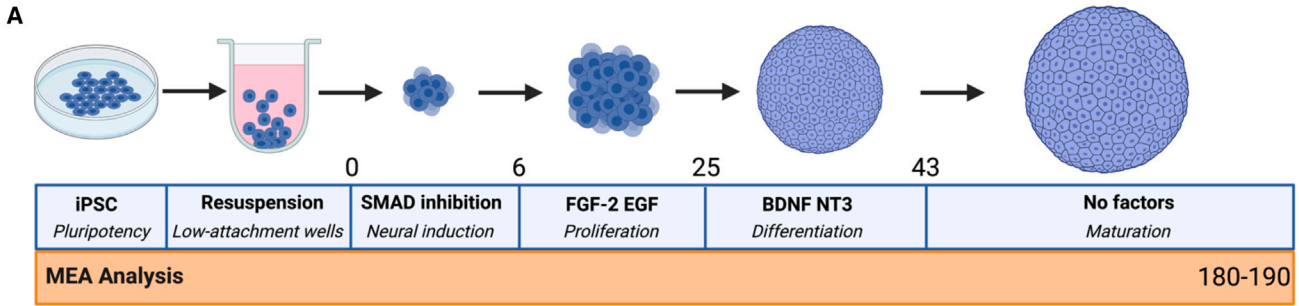 A
0 6 25 43
iPSC Resuspension SMAD inhibition FGF-2 EGF BDNF NT3 No factors
Pluripotency Low-attachment wells Neural induction Proliferation Differentiation Maturation
MEA Analysis 180-190